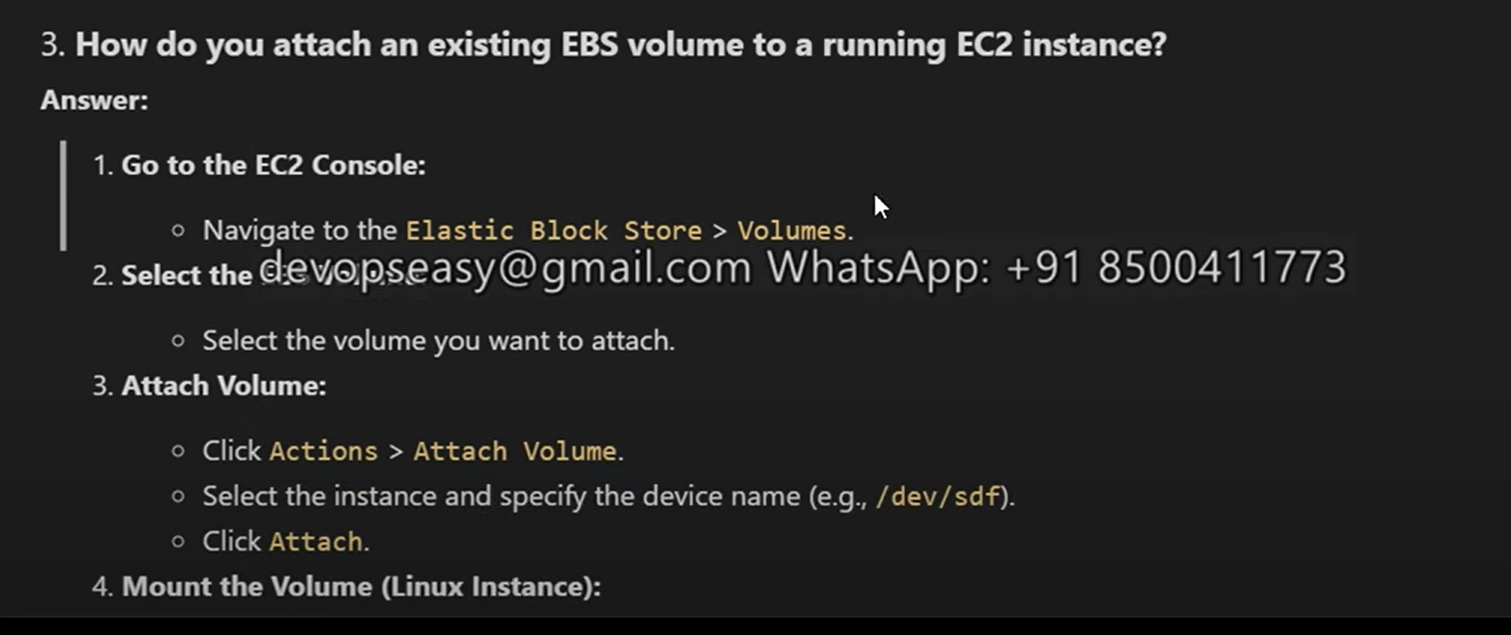 3. How do you attach an existing EBS volume to a running EC2 instance?
Answer:
1. Go to the EC2 Console:
○ Navigate to the Elastic Block Store > Volumes.
devopseasy@gmail.com WhatsApp: +91 8500411773
2. Select the
○ Select the volume you want to attach.
3. Attach Volume:
○ Click Actions > Attach Volume.
○ Select the instance and specify the device name (e.g., /dev/sdf).
○ Click Attach.
4. Mount the Volume (Linux Instance):